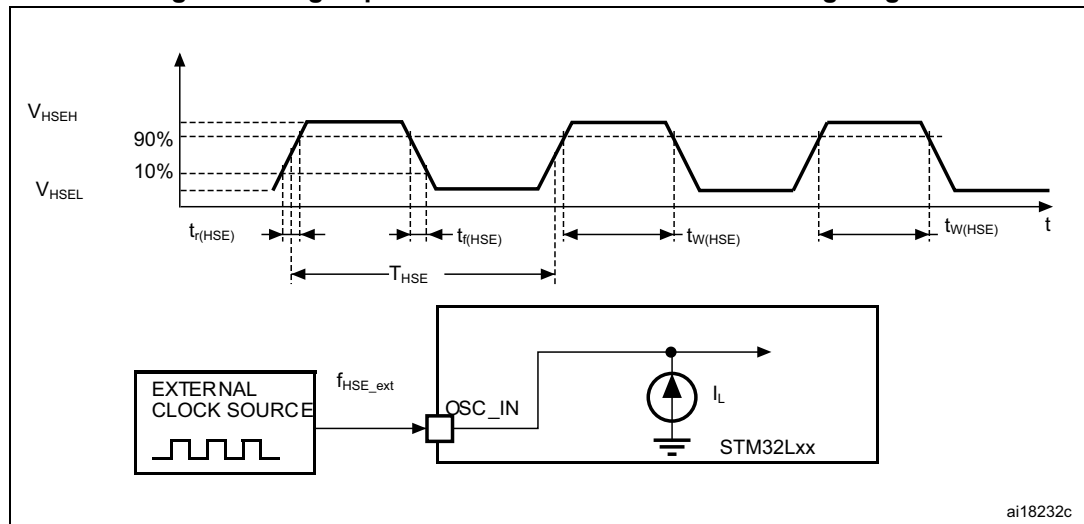 V_HSEH
90%
10%
V_HSEL
t_r(HSE)
t_f(HSE)
t_W(HSE)
t_W(HSE)
t
T_HSE
EXTERNAL
CLOCK SOURCE
f_HSE_ext
OSC_IN
I_L
STM32Lxx
ai18232c